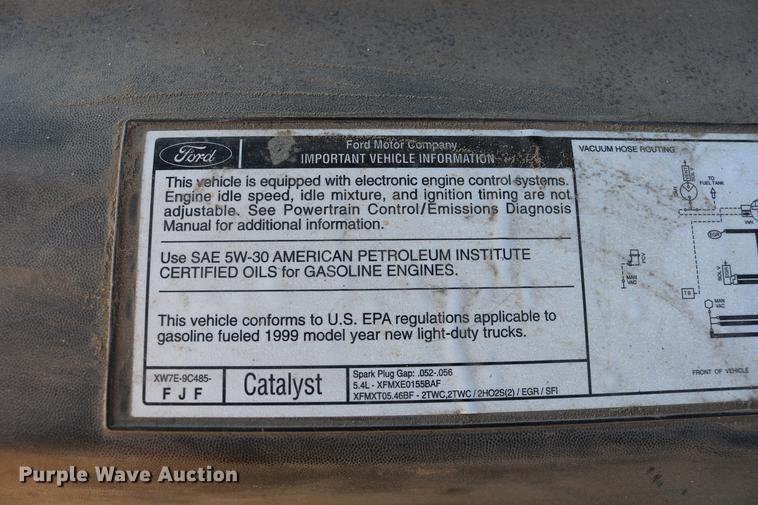 Ford
Ford Motor Company
IMPORTANT VEHICLE INFORMATION
This vehicle is equipped with electronic engine control systems.
Engine idle speed, idle mixture, and ignition timing are not
adjustable. See Powertrain Control/Emissions Diagnosis
Manual for additional information.
Use SAE 5W-30 AMERICAN PETROLEUM INSTITUTE
CERTIFIED OILS for GASOLINE ENGINES.
This vehicle conforms to U.S. EPA regulations applicable to
gasoline fueled 1999 model year new light-duty trucks.
XW7E-9C485-
F J F
Catalyst
Spark Plug Gap: .052-.056
5.4L - XFMXE0155BAF
XFMXT05.46BF - 2TWC,2TWC / 2HO2S(2) / EGR / SFI
VACUUM HOSE ROUTING
TO
FUEL TANK
EGR
MAN
VAC
TB
MAN
VAC
FRONT OF VEHICLE
Purple Wave Auction